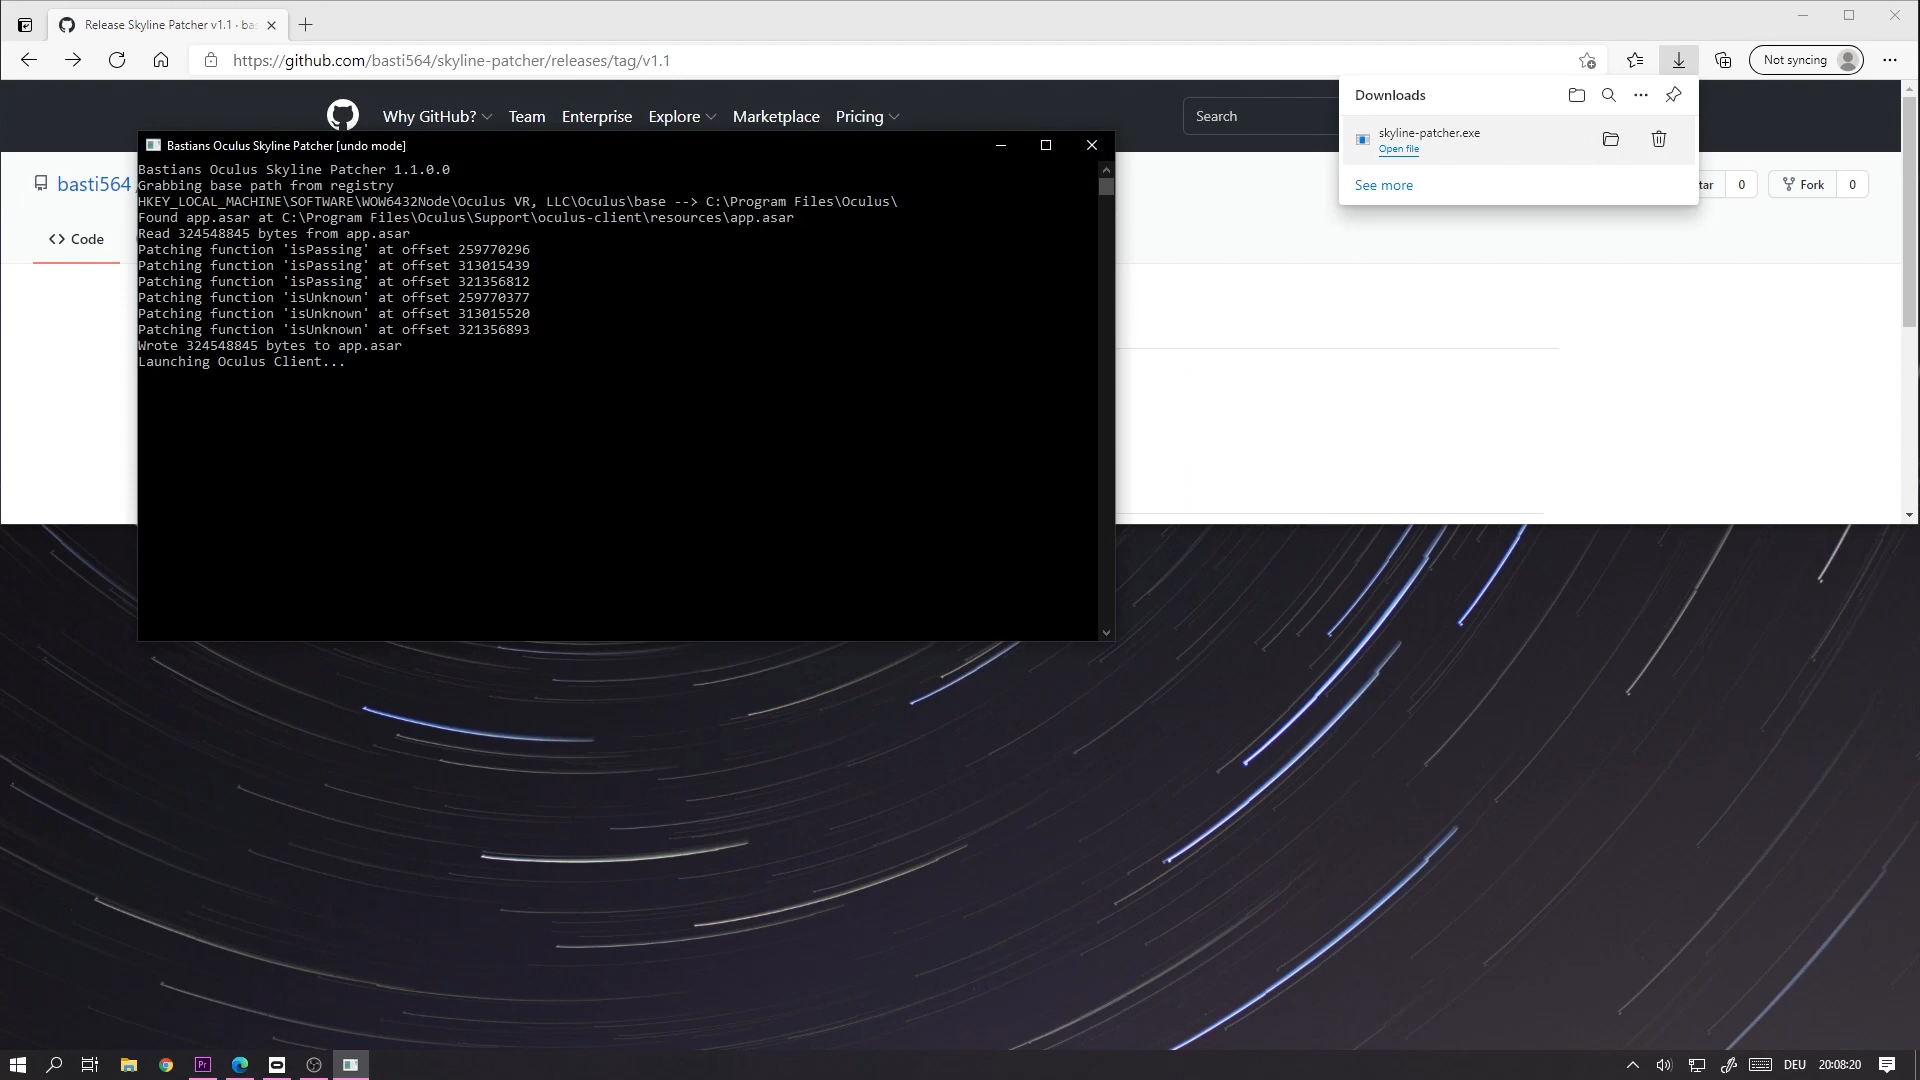 Release Skyline Patcher v1.1 · bas
https://github.com/basti564/skyline-patcher/releases/tag/v1.1
Not syncing
Why GitHub?
Team
Enterprise
Explore
Marketplace
Pricing
Search
Downloads
skyline-patcher.exe
Open file
See more
basti564
tar
0
Fork
0
<> Code
Bastians Oculus Skyline Patcher [undo mode]
Bastians Oculus Skyline Patcher 1.1.0.0
Grabbing base path from registry
HKEY_LOCAL_MACHINE\SOFTWARE\WOW6432Node\Oculus VR, LLC\Oculus\base --> C:\Program Files\Oculus\
Found app.asar at C:\Program Files\Oculus\Support\oculus-client\resources\app.asar
Read 324548845 bytes from app.asar
Patching function 'isPassing' at offset 259770296
Patching function 'isPassing' at offset 313015439
Patching function 'isPassing' at offset 321356812
Patching function 'isUnknown' at offset 259770377
Patching function 'isUnknown' at offset 313015520
Patching function 'isUnknown' at offset 321356893
Wrote 324548845 bytes to app.asar
Launching Oculus Client...
Pr
DEU
20:08:20